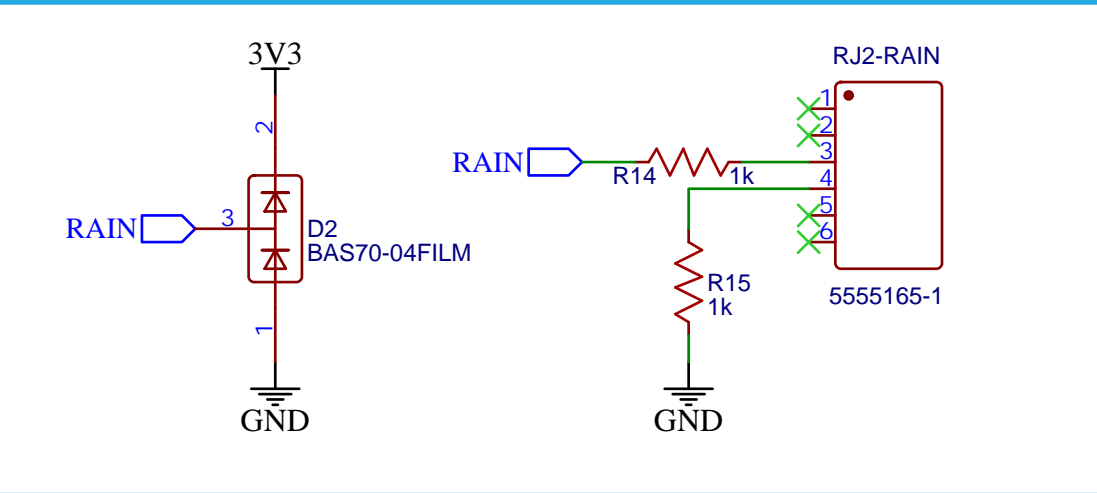 3V3
2
RAIN
3
D2
BAS70-04FILM
1
GND
RJ2-RAIN
1
2
RAIN
R14
1k
3
4
5
6
R15
1k
5555165-1
GND